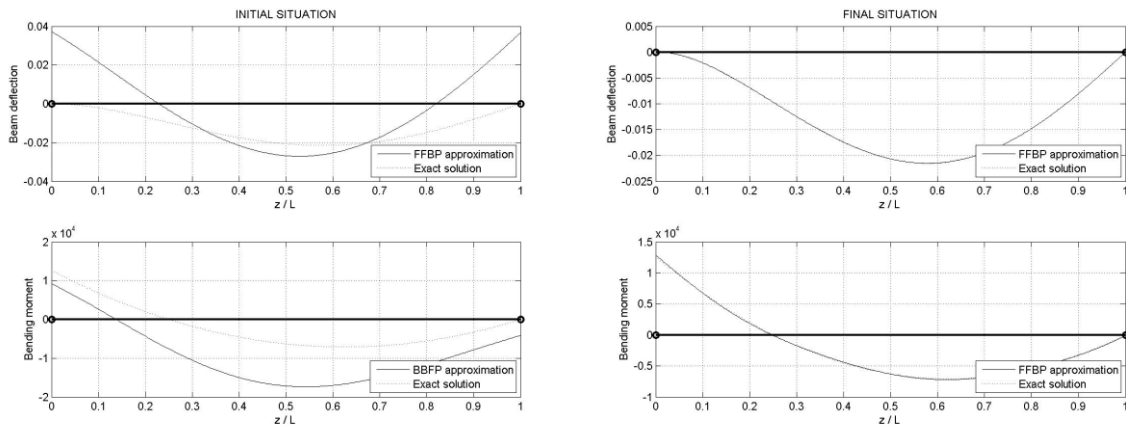 INITIAL SITUATION
0.04
0.02
0
-0.02
-0.04
Beam deflection
FFBP approximation
Exact solution
0 0.1 0.2 0.3 0.4 0.5 0.6 0.7 0.8 0.9 1
z / L
FINAL SITUATION
0.005
0
-0.005
-0.01
-0.015
-0.02
-0.025
Beam deflection
FFBP approximation
Exact solution
0 0.1 0.2 0.3 0.4 0.5 0.6 0.7 0.8 0.9 1
z / L
x 10⁴
2
1
0
-1
-2
Bending moment
BBFP approximation
Exact solution
0 0.1 0.2 0.3 0.4 0.5 0.6 0.7 0.8 0.9 1
z / L
x 10⁴
1.5
1
0.5
0
-0.5
-1
Bending moment
FFBP approximation
Exact solution
0 0.1 0.2 0.3 0.4 0.5 0.6 0.7 0.8 0.9 1
z / L